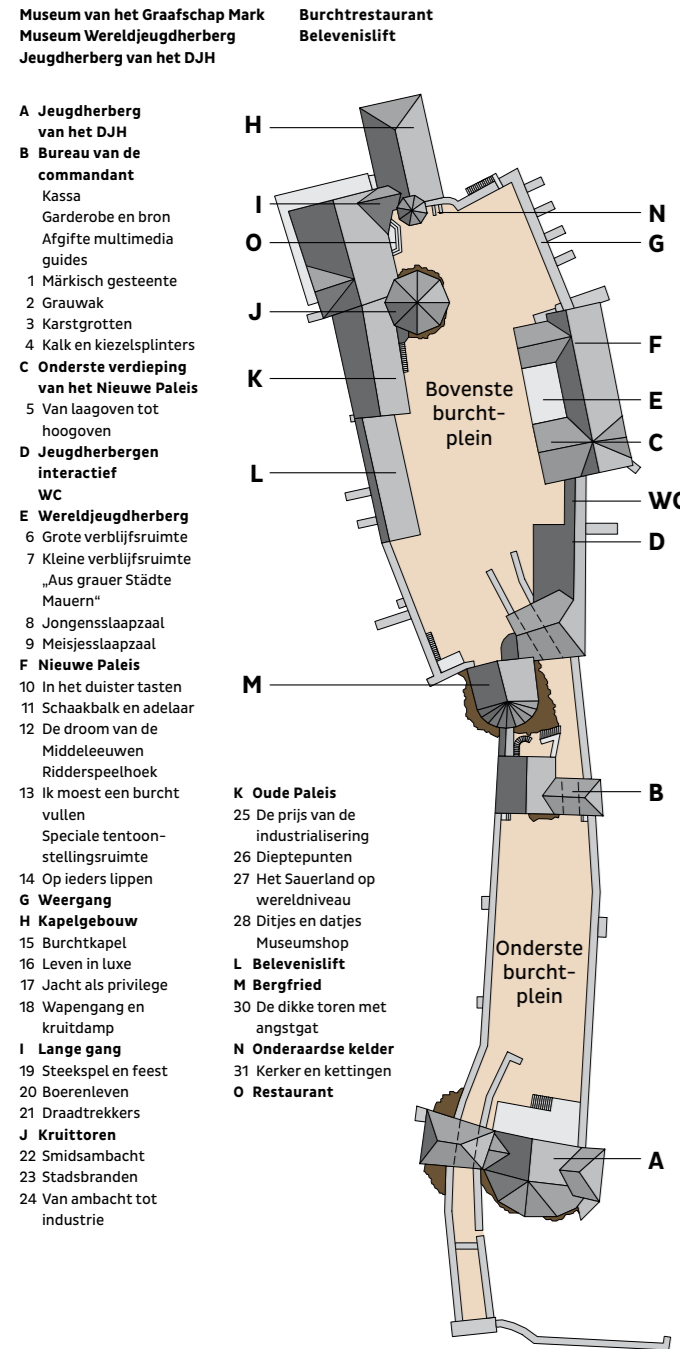 Museum van het Graafschap Mark
Museum Wereldjeugdherberg
Jeugdherberg van het DJH
Burchtrestaurant
Belevenislift
A Jeugdherberg
van het DJH
B Bureau van de
commandant
Kassa
Garderobe en bron
Afgifte multimedia
guides
1 Märkisch gesteente
2 Grauwak
3 Karstgrotten
4 Kalk en kiezelsplinters
C Onderste verdieping
van het Nieuwe Paleis
5 Van laagoven tot
hoogoven
D Jeugdherbergen
interactief
WC
E Wereldjeugdherberg
6 Grote verblijfsruimte
7 Kleine verblijfsruimte
„Aus grauer Städte
Mauern“
8 Jongensslaapzaal
9 Meisjesslaapzaal
F Nieuwe Paleis
10 In het duister tasten
11 Schaakbalk en adelaar
12 De droom van de
Middeleeuwen
Ridderspeelhoek
13 Ik moest een burcht
vullen
Speciale tentoon-
stellingsruimte
14 Op ieders lippen
G Weergang
H Kapelgebouw
15 Burchtkapel
16 Leven in luxe
17 Jacht als privilege
18 Wapengang en
kruitdamp
I Lange gang
19 Steekspel en feest
20 Boerenleven
21 Draadtrekkers
J Kruittoren
22 Smidsambacht
23 Stadsbranden
24 Van ambacht tot
industrie
K Oude Paleis
25 De prijs van de
industrialisering
26 Dieptepunten
27 Het Sauerland op
wereldniveau
28 Ditjes en datjes
Museumshop
L Belevenislift
M Bergfried
30 De dikke toren met
angstgat
N Onderaardse kelder
31 Kerker en kettingen
O Restaurant
H
I
O
J
K
L
M
N
G
F
E
C
WC
D
B
A
Bovenste
burcht-
plein
Onderste
burcht-
plein